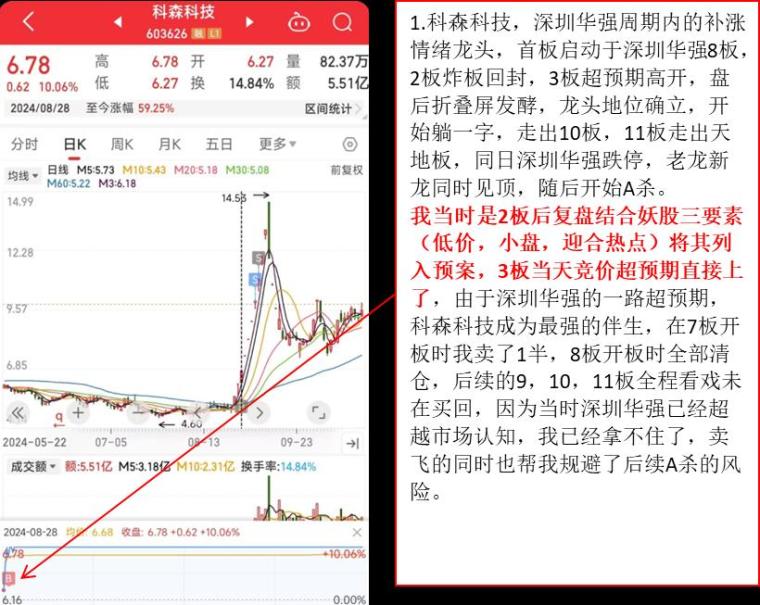 科森科技
603626 融 L1
6.78 高 6.78 开 6.27 量 82.37万
0.62 10.06% 低 6.27 换 14.84% 额 5.51亿
2024/08/28 至今涨幅 59.25% 区间统计
分时 日K 周K 月K 五日 更多
均线 日线 M5:5.73 M10:5.43 M20:5.18 M30:5.08 前复权
M60:5.22 M3:6.18
14.99
14.53
12.28
S
S
9.57
6.85
q
4.60
2024-05-22 07-05 08-13 09-23
成交额 额:5.51亿 M5:3.18亿 M10:2.31亿 换手率:14.84%
2024-08-28 均价 6.68 收盘: 6.78 +0.62 +10.06%
6.78 +10.06%
B
6.16 0.00%
1.科森科技，深圳华强周期内的补涨
情绪龙头，首板启动于深圳华强8板，
2板炸板回封，3板超预期高开，盘
后折叠屏发酵，龙头地位确立，开
始躺一字，走出10板，11板走出天
地板，同日深圳华强跌停，老龙新
龙同时见顶，随后开始A杀。
我当时是2板后复盘结合妖股三要素
（低价，小盘，迎合热点）将其列
入预案，3板当天竞价超预期直接上
了，由于深圳华强的一路超预期，
科森科技成为最强的伴生，在7板开
板时我卖了1半，8板开板时全部清
仓，后续的9，10，11板全程看戏未
在买回，因为当时深圳华强已经超
越市场认知，我已经拿不住了，卖
飞的同时也帮我规避了后续A杀的风
险。